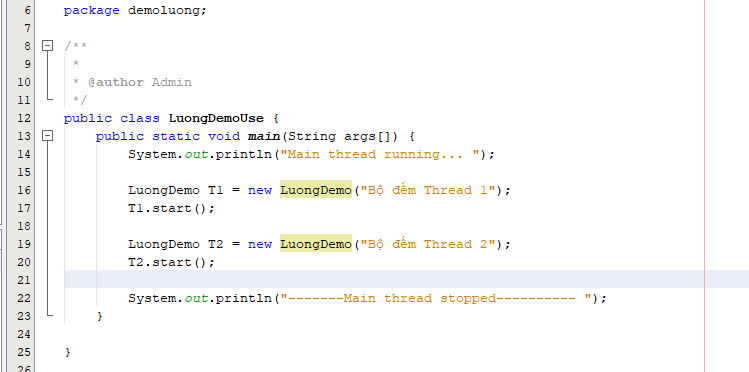 6 package demoluong;
7
8 /**
9 *
10 * @author Admin
11 */
12 public class LuongDemoUse {
13 public static void main(String args[]) {
14 System.out.println("Main thread running... ");
15
16 LuongDemo T1 = new LuongDemo("Bộ đếm Thread 1");
17 T1.start();
18
19 LuongDemo T2 = new LuongDemo("Bộ đếm Thread 2");
20 T2.start();
21
22 System.out.println("-------Main thread stopped---------- ");
23 }
24
25 }
26